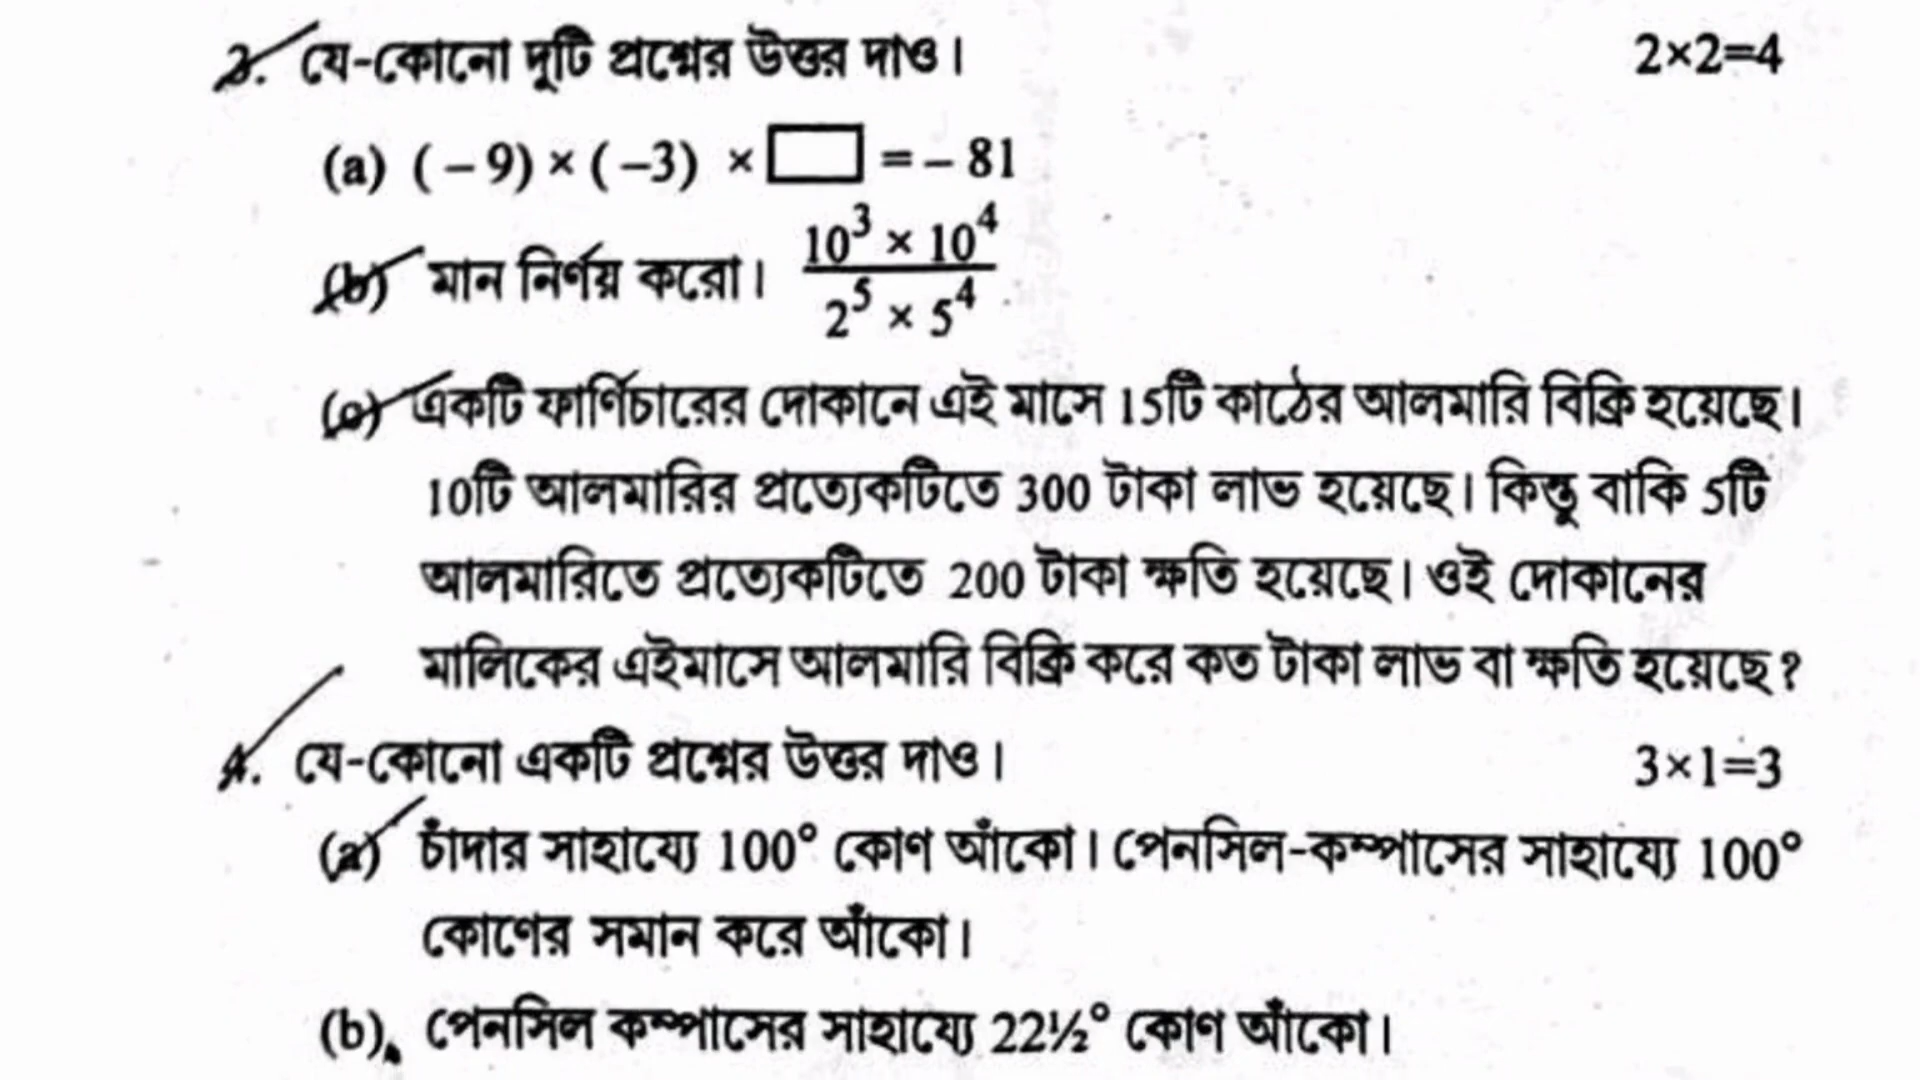 3. যে-কোনো দুটি প্রশ্নের উত্তর দাও। 2×2=4
(a) (–9) × (–3) × □ = – 81
(b) মান নির্ণয় করো। (10³ × 10⁴)/(2⁵ × 5⁴)
(c) একটি ফার্ণিচারের দোকানে এই মাসে 15টি কাঠের আলমারি বিক্রি হয়েছে।
10টি আলমারির প্রত্যেকটিতে 300 টাকা লাভ হয়েছে। কিন্তু বাকি 5টি
আলমারিতে প্রত্যেকটিতে 200 টাকা ক্ষতি হয়েছে। ওই দোকানের
মালিকের এইমাসে আলমারি বিক্রি করে কত টাকা লাভ বা ক্ষতি হয়েছে?
4. যে-কোনো একটি প্রশ্নের উত্তর দাও। 3×1=3
(a) চাঁদার সাহায্যে 100° কোণ আঁকো। পেনসিল-কম্পাসের সাহায্যে 100°
কোণের সমান করে আঁকো।
(b) পেনসিল কম্পাসের সাহায্যে 22½° কোণ আঁকো।